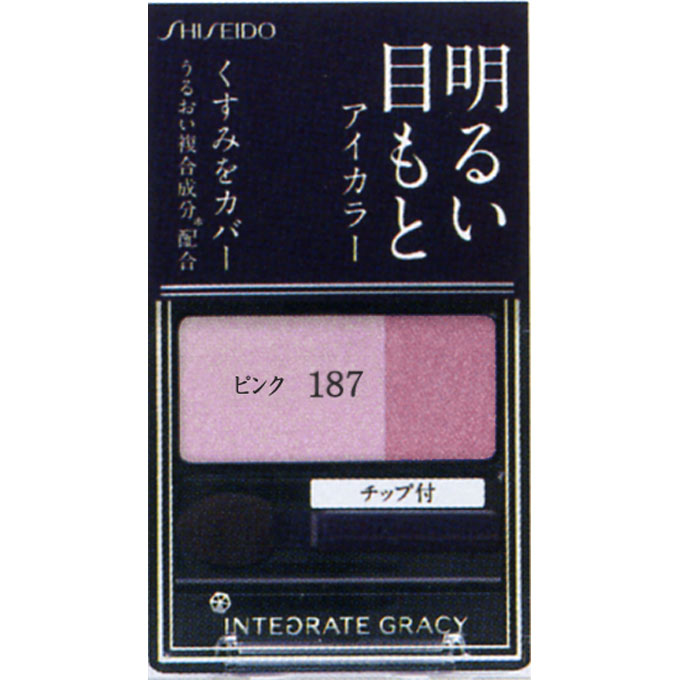 SHISEIDO
明るい
目もと
アイカラー
くすみをカバー
うるおい複合成分※配合
ピンク 187
チップ付
INTEGRATE GRACY